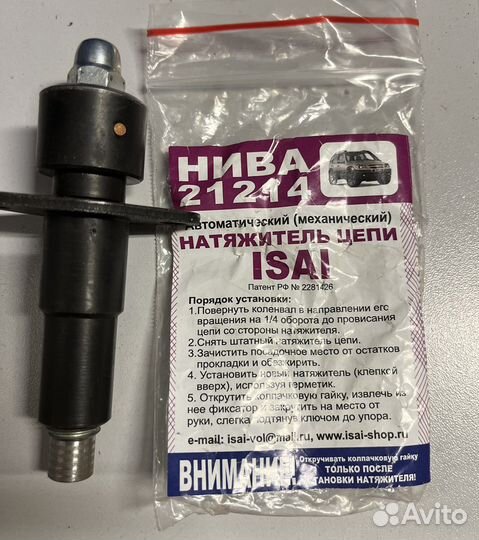 НИВА
21214
Автоматический (механический)
НАТЯЖИТЕЛЬ ЦЕПИ
ISAI
Патент РФ № 2281426
Порядок установки:
1.Повернуть коленвал в направлении его
вращения на 1/4 оборота до провисания
цепи со стороны натяжителя.
2.Снять штатный натяжитель цепи.
3.Зачистить посадочное место от остатков
прокладки и обезжирить.
4. Установить новый натяжитель (клепкой
вверх), используя герметик.
5. Открутить колпачковую гайку, извлечь из
нее фиксатор и закрутить на место от
руки, слегка подтянув ключом до упора.
e-mail: isai-vol@mail.ru, www.isai-shop.ru
ВНИМАНИЕ! Откручивать колпачковую гайку
ТОЛЬКО ПОСЛЕ
УСТАНОВКИ НАТЯЖИТЕЛЯ!
Avito